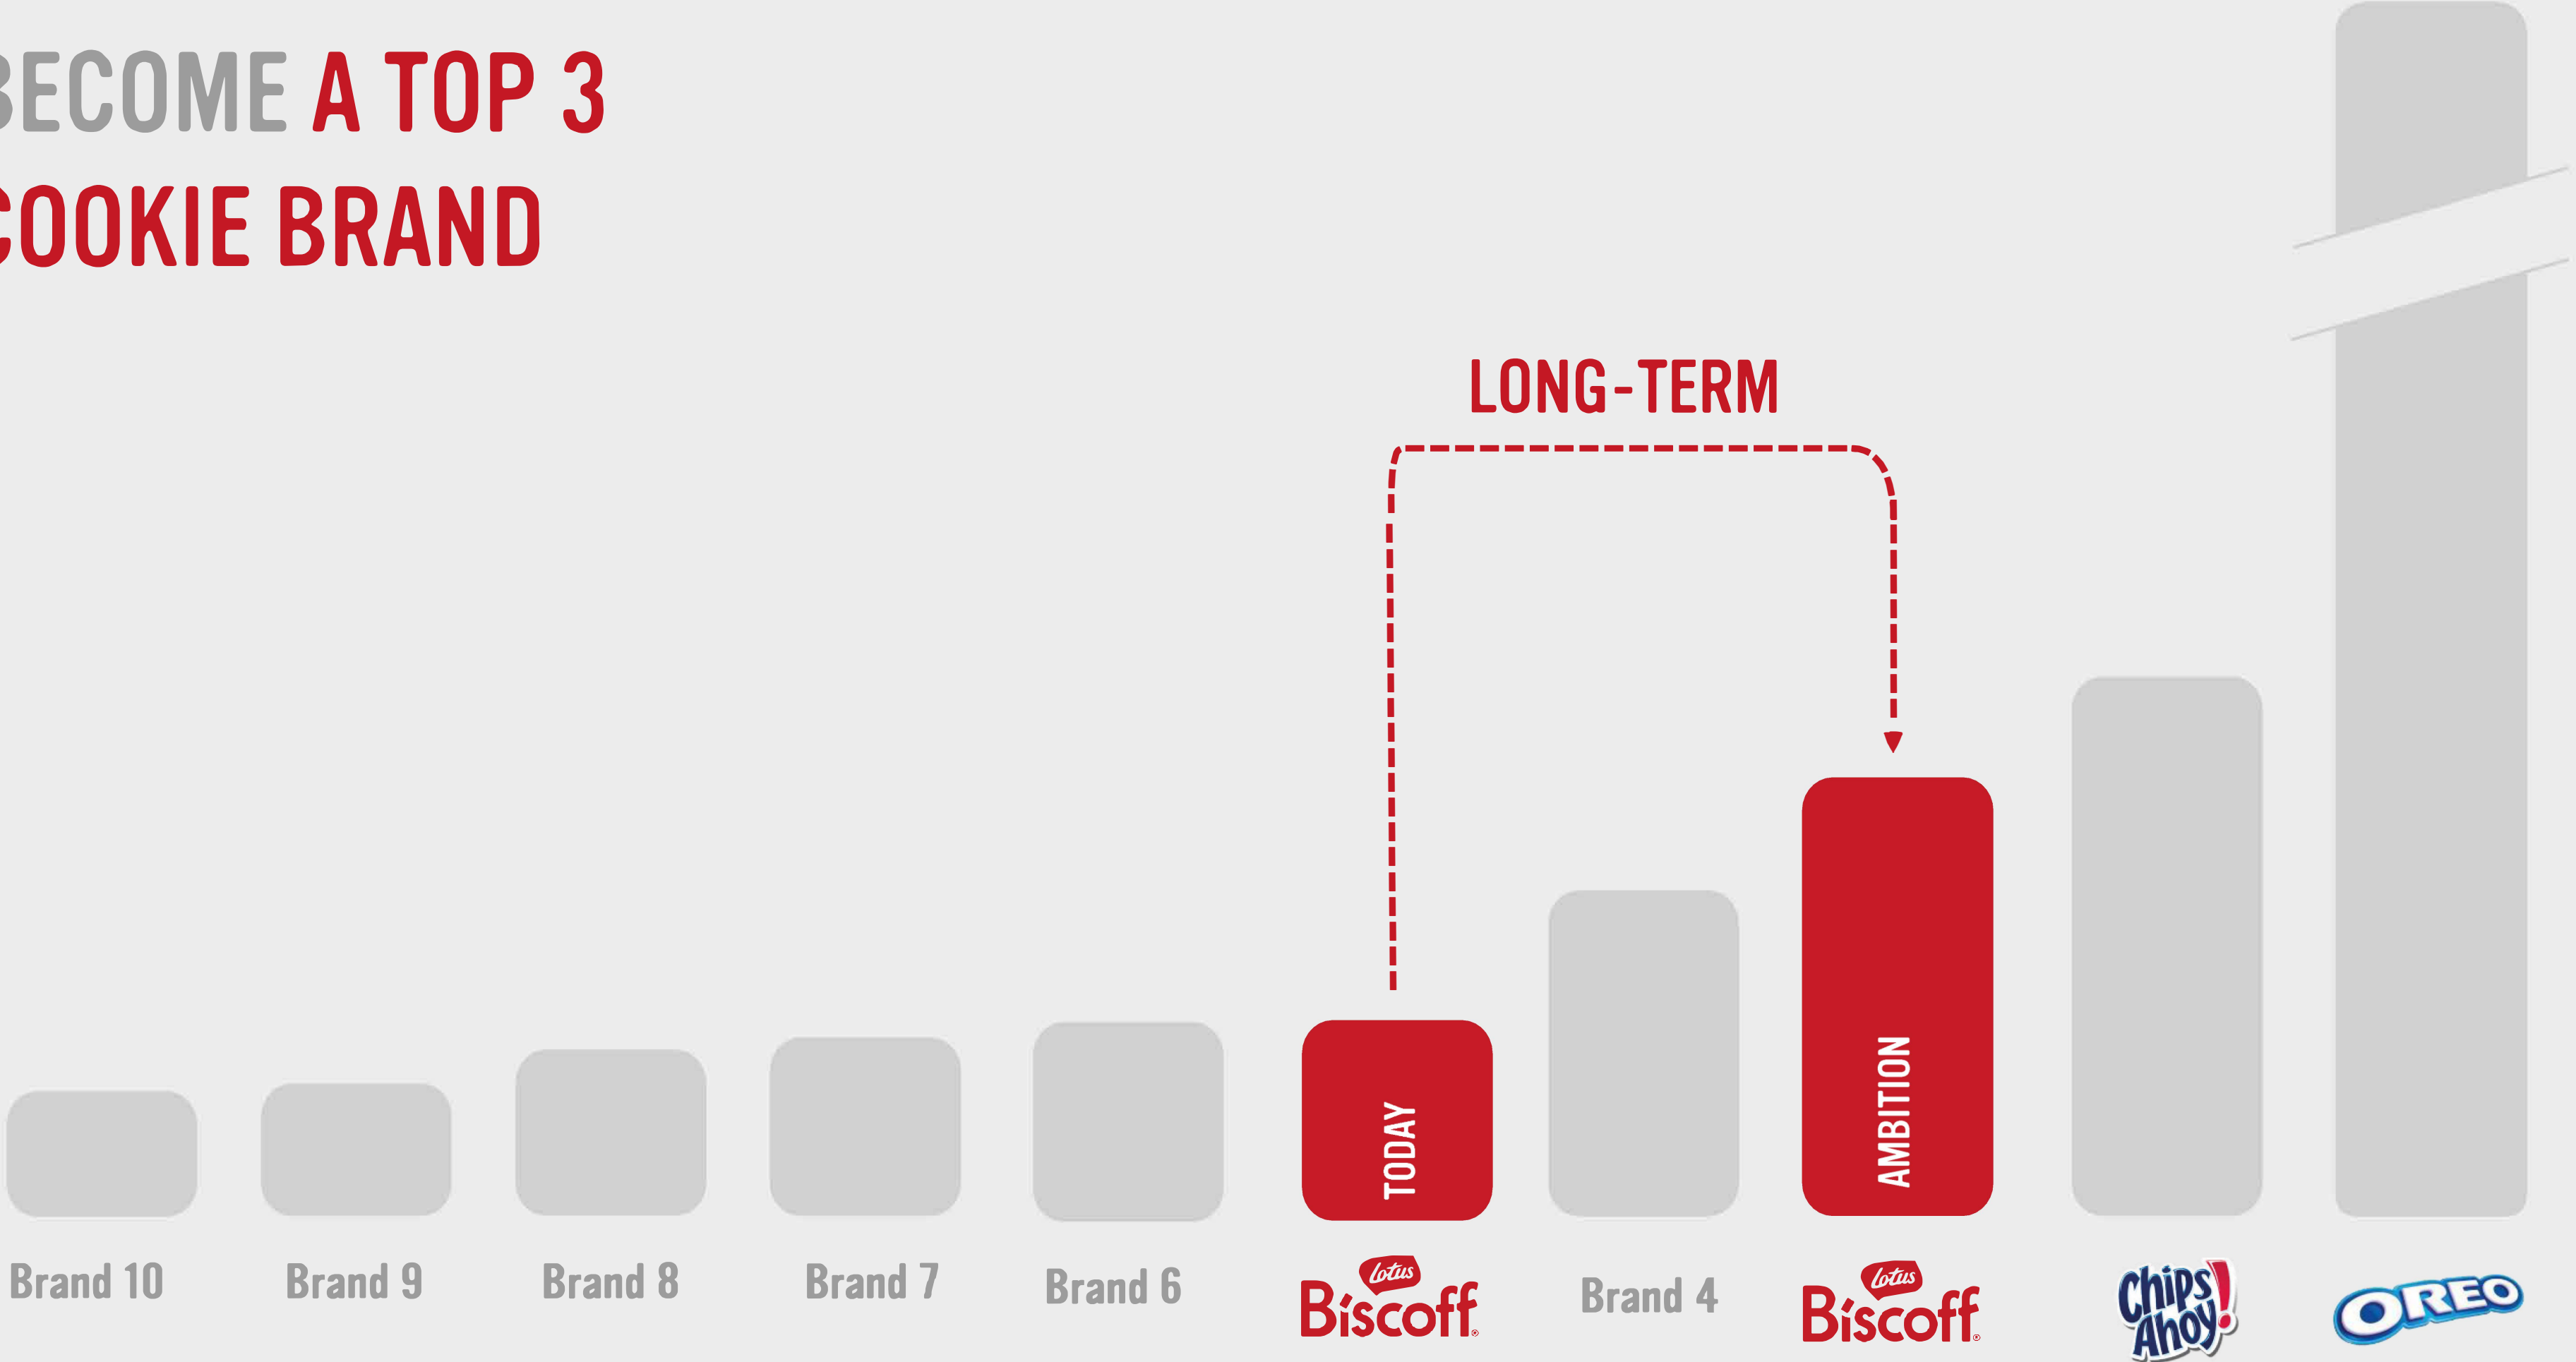 BECOME A TOP 3
COOKIE BRAND
LONG-TERM
TODAY
AMBITION
Brand 10
Brand 9
Brand 8
Brand 7
Brand 6
Lotus
Biscoff®
Brand 4
Lotus
Biscoff®
Chips
Ahoy!
OREO